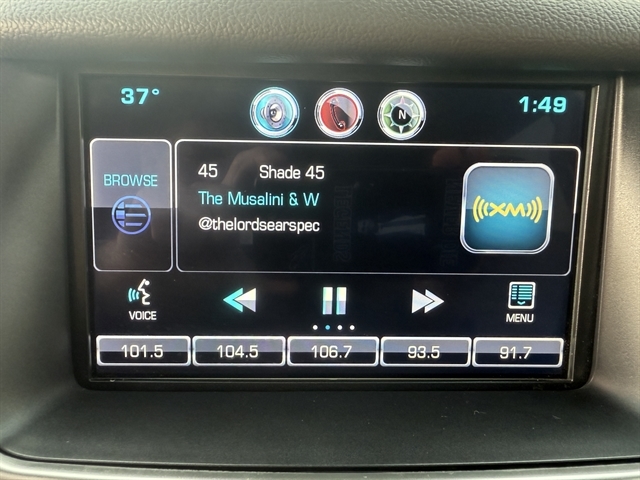 37°
N
1:49
BROWSE
45 Shade 45
The Musalini & W
@thelordsearspec
((XM))
VOICE
MENU
101.5 104.5 106.7 93.5 91.7